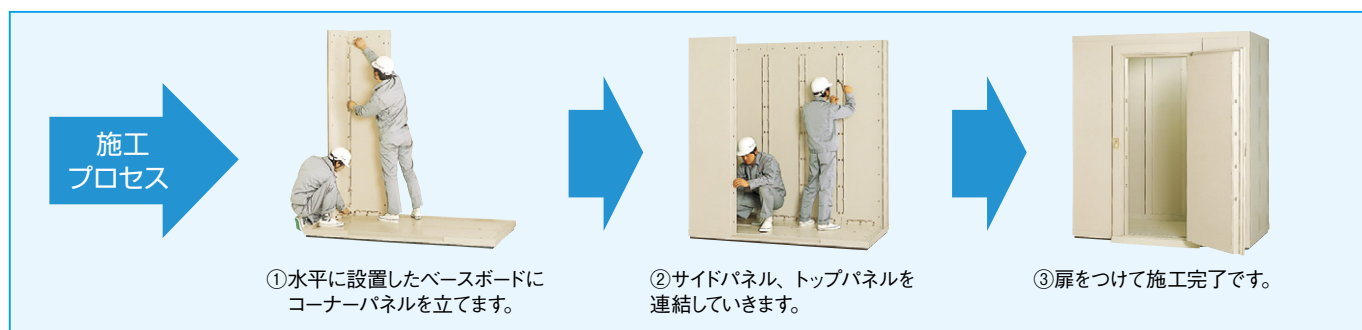 施工
プロセス
①水平に設置したベースボードに
コーナーパネルを立てます。
②サイドパネル、トップパネルを
連結していきます。
③扉をつけて施工完了です。